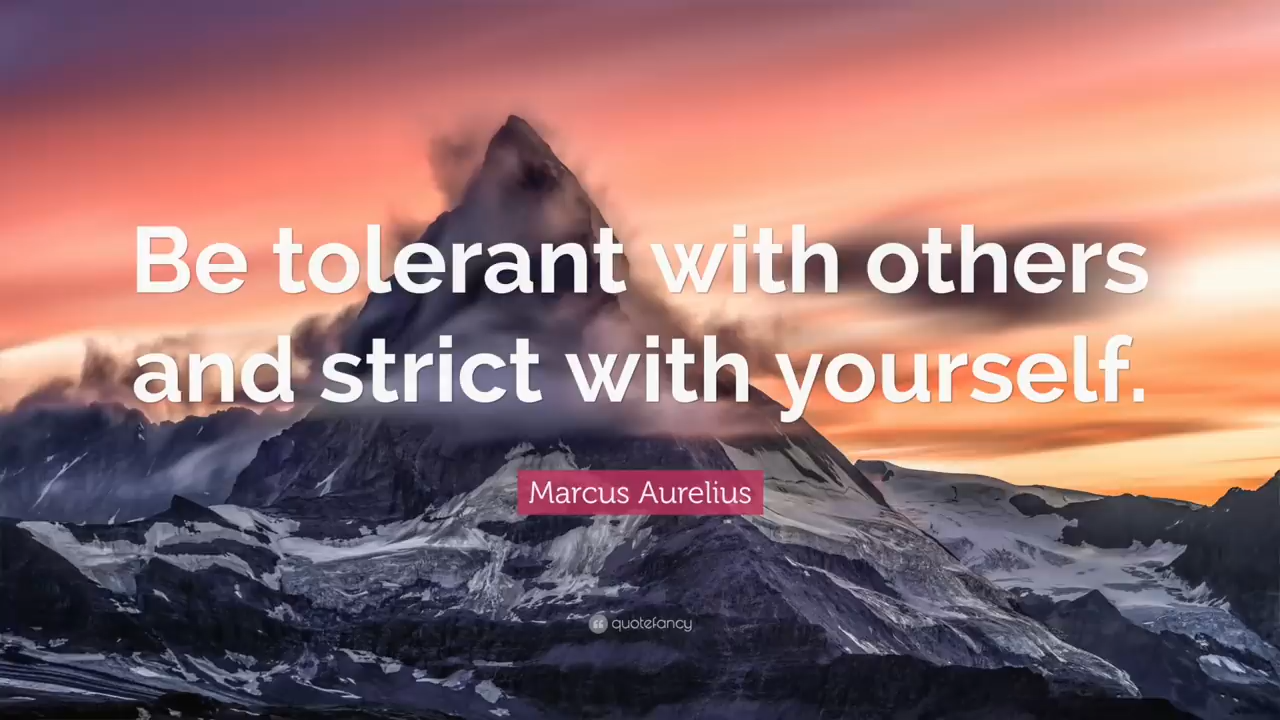 Be tolerant with others
and strict with yourself.
Marcus Aurelius
quotefancy